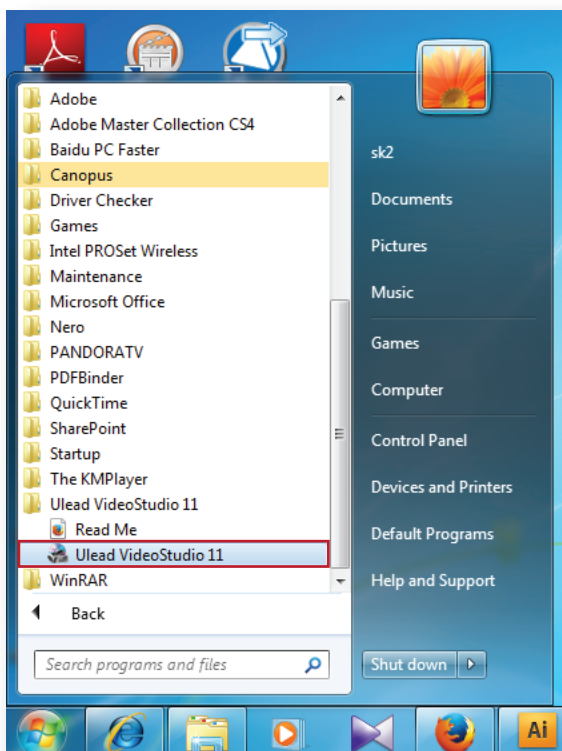 Adobe
Adobe Master Collection CS4
Baidu PC Faster
Canopus
Driver Checker
Games
Intel PROSet Wireless
Maintenance
Microsoft Office
Nero
PANDORATV
PDFBinder
QuickTime
SharePoint
Startup
The KMPlayer
Ulead VideoStudio 11
Read Me
Ulead VideoStudio 11
WinRAR
Back
Search programs and files
sk2
Documents
Pictures
Music
Games
Computer
Control Panel
Devices and Printers
Default Programs
Help and Support
Shut down
Ai